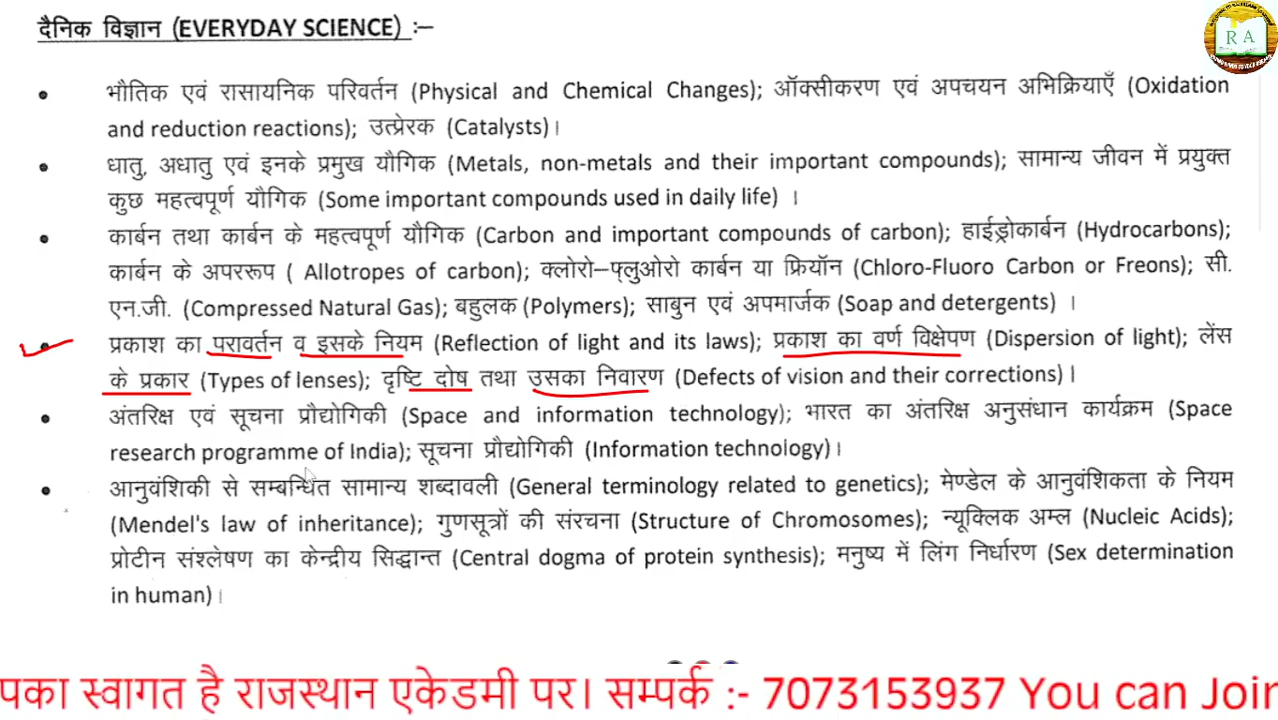 दैनिक विज्ञान (EVERYDAY SCIENCE) :–
R A
• भौतिक एवं रासायनिक परिवर्तन (Physical and Chemical Changes); ऑक्सीकरण एवं अपचयन अभिक्रियाएँ (Oxidation
and reduction reactions); उत्प्रेरक (Catalysts)।
• धातु, अधातु एवं इनके प्रमुख यौगिक (Metals, non-metals and their important compounds); सामान्य जीवन में प्रयुक्त
कुछ महत्वपूर्ण यौगिक (Some important compounds used in daily life) ।
• कार्बन तथा कार्बन के महत्वपूर्ण यौगिक (Carbon and important compounds of carbon); हाईड्रोकार्बन (Hydrocarbons);
कार्बन के अपररूप ( Allotropes of carbon); क्लोरो–फ्लुओरो कार्बन या फ्रियॉन (Chloro-Fluoro Carbon or Freons); सी.
एन.जी. (Compressed Natural Gas); बहुलक (Polymers); साबुन एवं अपमार्जक (Soap and detergents) ।
• प्रकाश का परावर्तन व इसके नियम (Reflection of light and its laws); प्रकाश का वर्ण विक्षेपण (Dispersion of light); लेंस
के प्रकार (Types of lenses); दृष्टि दोष तथा उसका निवारण (Defects of vision and their corrections)।
• अंतरिक्ष एवं सूचना प्रौद्योगिकी (Space and information technology); भारत का अंतरिक्ष अनुसंधान कार्यक्रम (Space
research programme of India); सूचना प्रौद्योगिकी (Information technology)।
• आनुवंशिकी से सम्बन्धित सामान्य शब्दावली (General terminology related to genetics); मेण्डेल के आनुवंशिकता के नियम
(Mendel's law of inheritance); गुणसूत्रों की संरचना (Structure of Chromosomes); न्यूक्लिक अम्ल (Nucleic Acids);
प्रोटीन संश्लेषण का केन्द्रीय सिद्धान्त (Central dogma of protein synthesis); मनुष्य में लिंग निर्धारण (Sex determination
in human)।
पका स्वागत है राजस्थान एकेडमी पर। सम्पर्क :- 7073153937 You can Join